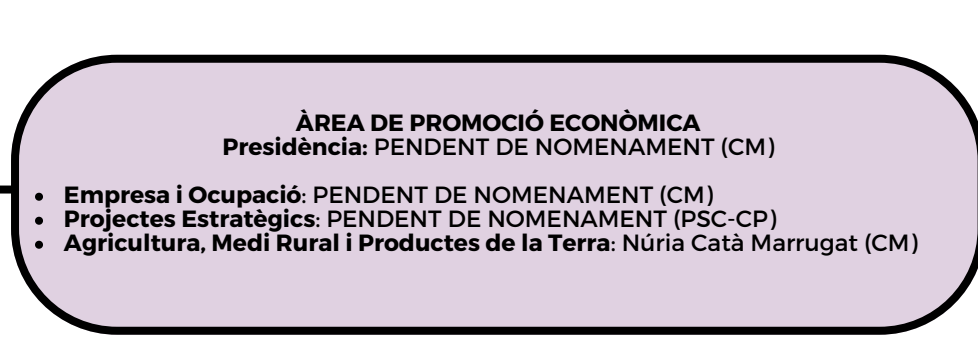 ÀREA DE PROMOCIÓ ECONÒMICA
Presidència: PENDENT DE NOMENAMENT (CM)
• Empresa i Ocupació: PENDENT DE NOMENAMENT (CM)
• Projectes Estratègics: PENDENT DE NOMENAMENT (PSC-CP)
• Agricultura, Medi Rural i Productes de la Terra: Núria Catà Marrugat (CM)